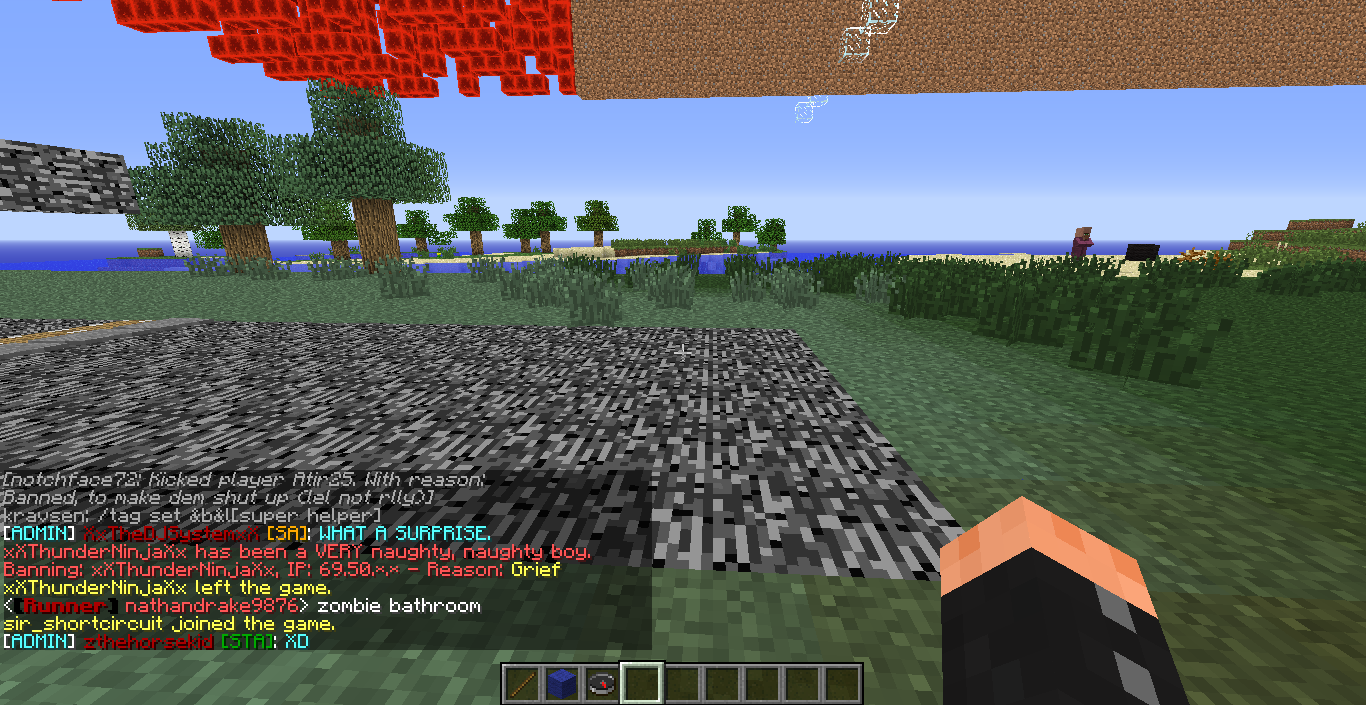 [notchface72: Kicked player Atir25. With reason:
Banned, to make dem shut up (lel not rlly)]
kravsen: /tag set &b&l[super helper]
[ADMIN] XxTheDJSystemxX [SA]: WHAT A SURPRISE.
xXThunderNinjaXx has been a VERY naughty, naughty boy.
Banning: xXThunderNinjaXx, IP: 69.50.×.× - Reason: Grief
xXThunderNinjaXx left the game.
<[Runner] nathandrake9876> zombie bathroom
sir_shortcircuit joined the game.
[ADMIN] zthehorsekid [STA]: XD